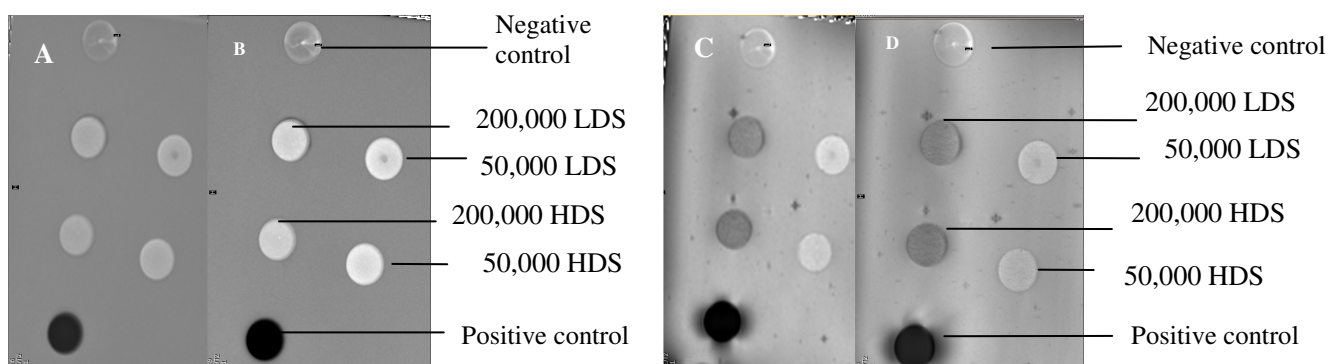 A
B
Negative
control
200,000 LDS
50,000 LDS
200,000 HDS
50,000 HDS
Positive control
C
D
Negative control
200,000 LDS
50,000 LDS
200,000 HDS
50,000 HDS
Positive control